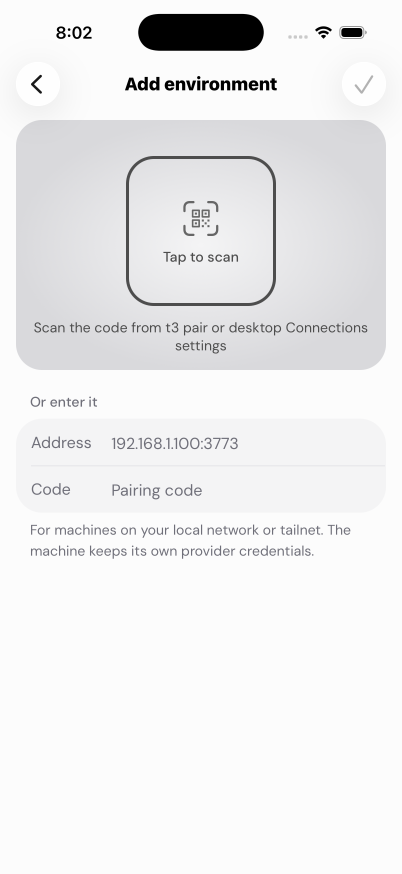 8:02
Add environment
Tap to scan
Scan the code from t3 pair or desktop Connections
settings
Or enter it
Address 192.168.1.100:3773
Code Pairing code
For machines on your local network or tailnet. The
machine keeps its own provider credentials.